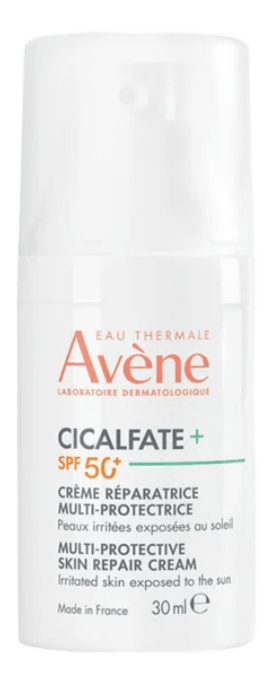 EAU THERMALE
Avène
LABORATOIRE DERMATOLOGIQUE
CICALFATE +
SPF 50+
CRÈME RÉPARATRICE
MULTI-PROTECTRICE
Peaux irritées exposées au soleil
MULTI-PROTECTIVE
SKIN REPAIR CREAM
Irritated skin exposed to the sun
Made in France 30 ml ℮